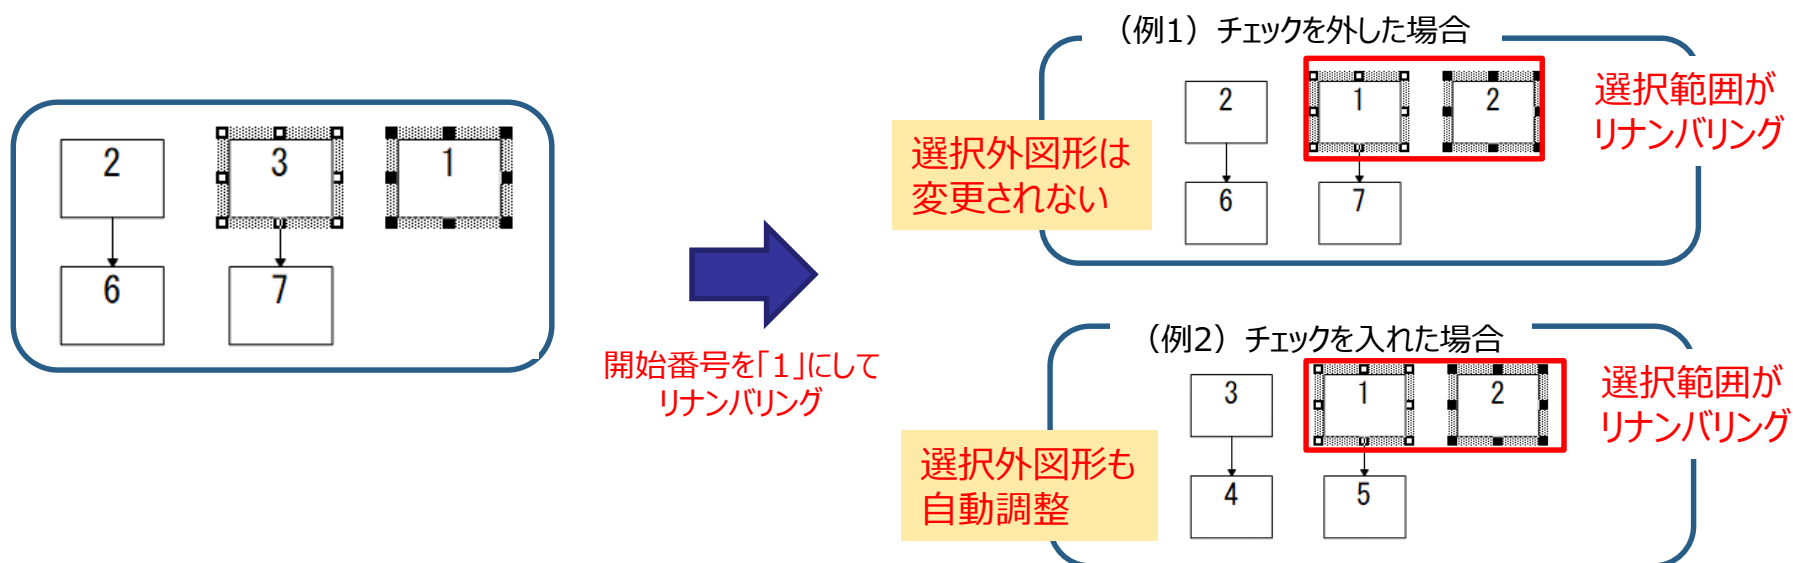 2 3 1
6 7
開始番号を「1」にして
リナンバリング
（例1）チェックを外した場合
2 1 2
6 7
選択外図形は
変更されない
選択範囲が
リナンバリング
（例2）チェックを入れた場合
3 1 2
4 5
選択外図形も
自動調整
選択範囲が
リナンバリング